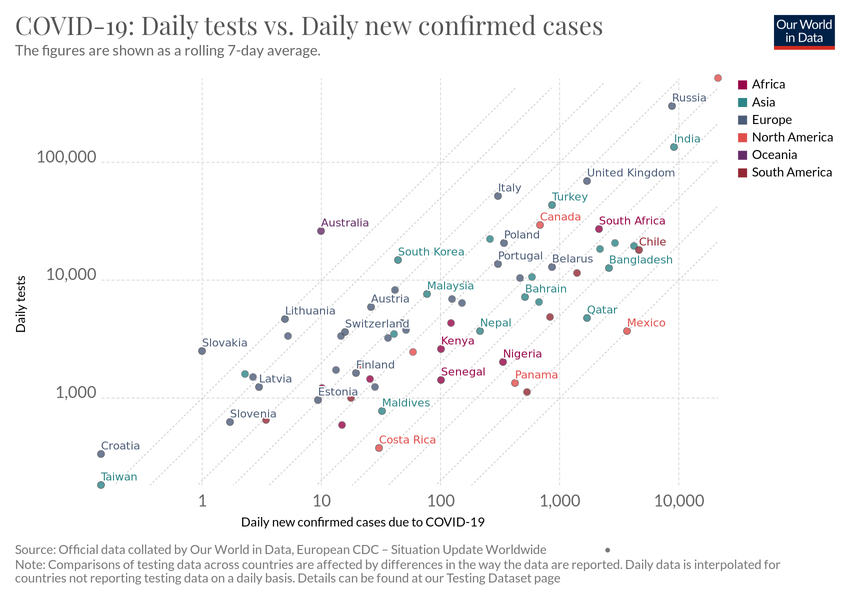 COVID-19: Daily tests vs. Daily new confirmed cases
The figures are shown as a rolling 7-day average.
Our World
in Data
Africa
Asia
Europe
North America
Oceania
South America
Daily tests
100,000
10,000
1,000
Russia
India
United Kingdom
Italy
Turkey
Canada
South Africa
Australia
Poland
Chile
South Korea
Portugal
Belarus
Bangladesh
Malaysia
Bahrain
Austria
Lithuania
Switzerland
Nepal
Qatar
Mexico
Slovakia
Kenya
Nigeria
Finland
Senegal
Panama
Latvia
Estonia
Maldives
Slovenia
Costa Rica
Croatia
Taiwan
1
10
100
1,000
10,000
Daily new confirmed cases due to COVID-19
Source: Official data collated by Our World in Data, European CDC – Situation Update Worldwide
Note: Comparisons of testing data across countries are affected by differences in the way the data are reported. Daily data is interpolated for
countries not reporting testing data on a daily basis. Details can be found at our Testing Dataset page